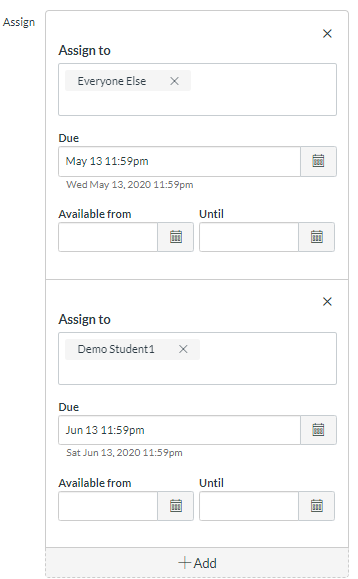 Assign
Assign to
Everyone Else
Due
May 13 11:59pm
Wed May 13, 2020 11:59pm
Available from Until
Assign to
Demo Student1
Due
Jun 13 11:59pm
Sat Jun 13, 2020 11:59pm
Available from Until
+Add